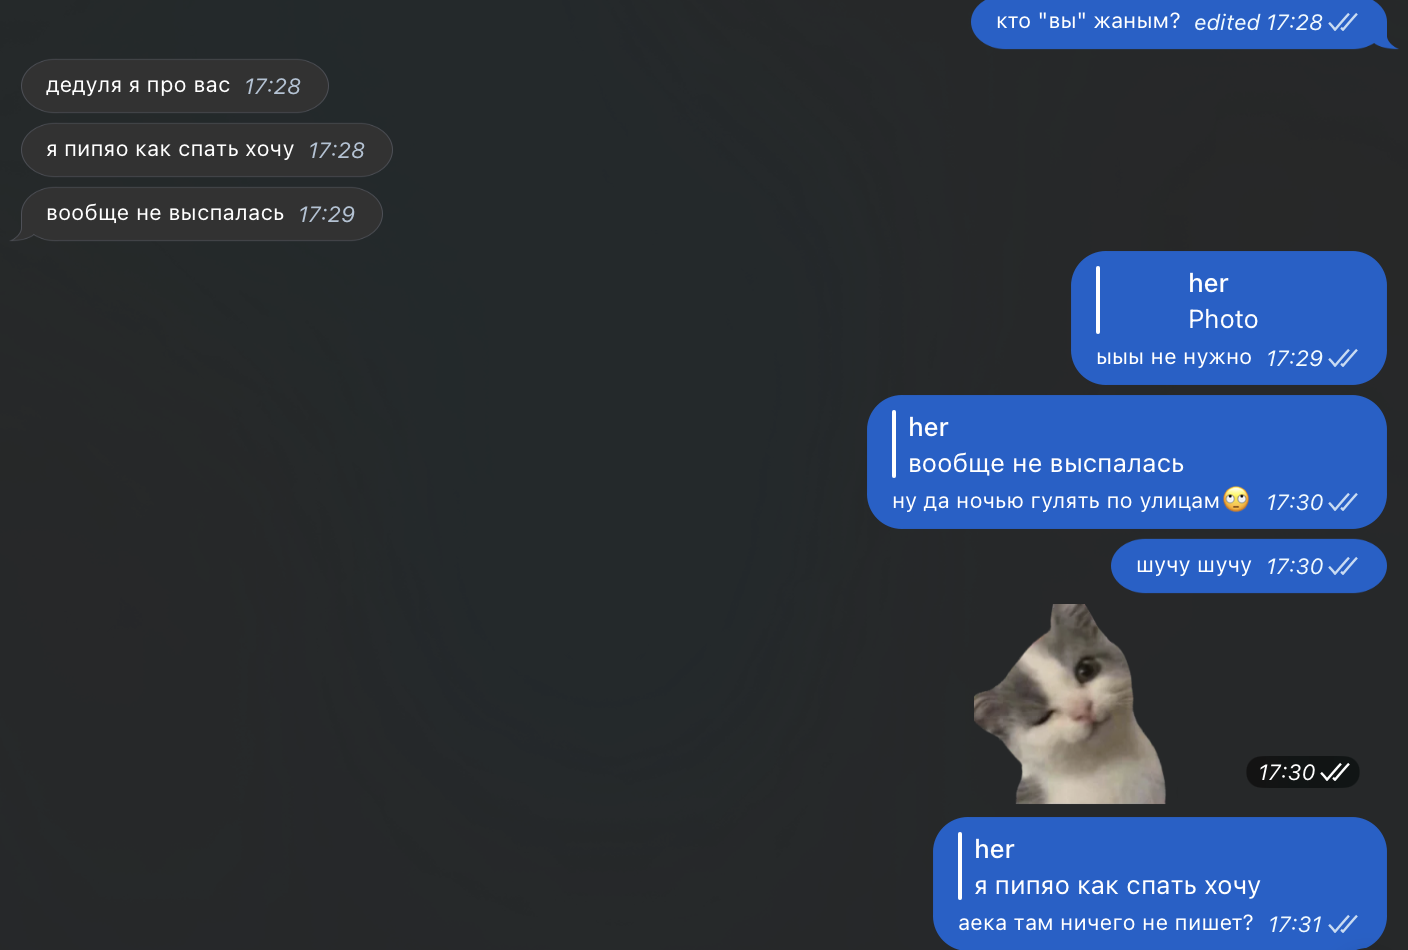 кто "вы" жаным? edited 17:28
дедуля я про вас 17:28
я пипяо как спать хочу 17:28
вообще не выспалась 17:29
her
Photo
ыыы не нужно 17:29
her
вообще не выспалась
ну да ночью гулять по улицам🙄 17:30
шучу шучу 17:30
17:30
her
я пипяо как спать хочу
аека там ничего не пишет? 17:31